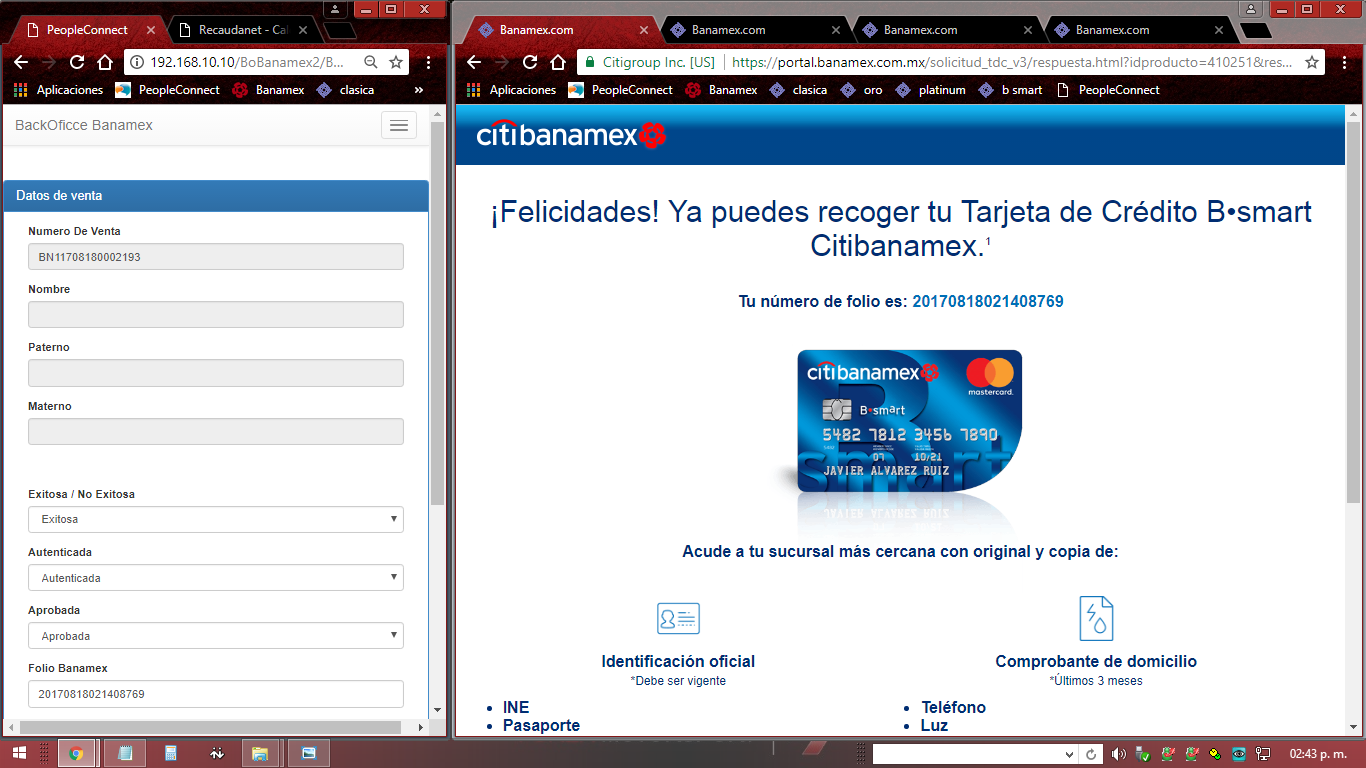 PeopleConnect
Recaudanet - Cal
192.168.10.10/BoBanamex2/B...
Aplicaciones PeopleConnect Banamex clasica »
BackOficce Banamex
Datos de venta
Numero De Venta
BN11708180002193
Nombre
Paterno
Materno
Exitosa / No Exitosa
Exitosa
Autenticada
Autenticada
Aprobada
Aprobada
Folio Banamex
20170818021408769
Banamex.com Banamex.com Banamex.com Banamex.com
Citigroup Inc. [US] https://portal.banamex.com.mx/solicitud_tdc_v3/respuesta.html?idproducto=410251&res...
Aplicaciones PeopleConnect Banamex clasica oro platinum b smart PeopleConnect
citibanamex
¡Felicidades! Ya puedes recoger tu Tarjeta de Crédito B•smart
Citibanamex.1
Tu número de folio es: 20170818021408769
citibanamex
mastercard.
B•smart
5482 7812 3456 7890
07 10/21
JAVIER ALVAREZ RUIZ
smart
Acude a tu sucursal más cercana con original y copia de:
Identificación oficial
*Debe ser vigente
• INE
• Pasaporte
Comprobante de domicilio
*Últimos 3 meses
• Teléfono
• Luz
02:43 p. m.